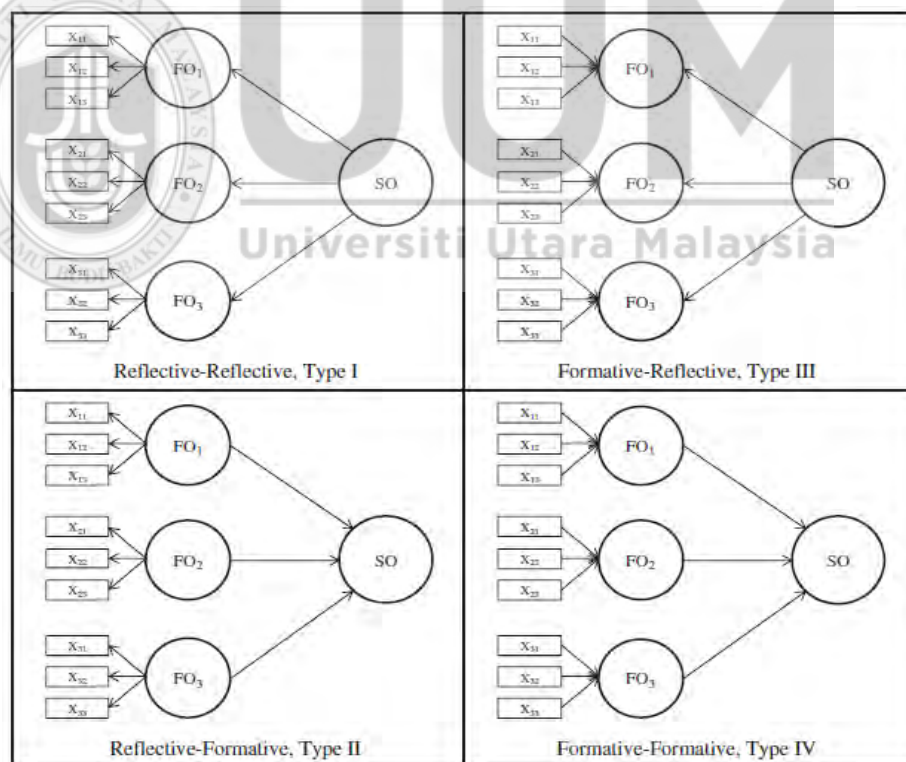 UUM
Universiti Utara Malaysia
X₁₁
X₁₂
X₁₃
FO₁
X₂₁
X₂₂
X₂₃
FO₂
SO
X₃₁
X₃₂
X₃₃
FO₃
Reflective-Reflective, Type I
X₁₁
X₁₂
X₁₃
FO₁
X₂₁
X₂₂
X₂₃
FO₂
SO
X₃₁
X₃₂
X₃₃
FO₃
Formative-Reflective, Type III
X₁₁
X₁₂
X₁₃
FO₁
X₂₁
X₂₂
X₂₃
FO₂
SO
X₃₁
X₃₂
X₃₃
FO₃
Reflective-Formative, Type II
X₁₁
X₁₂
X₁₃
FO₁
X₂₁
X₂₂
X₂₃
FO₂
SO
X₃₁
X₃₂
X₃₃
FO₃
Formative-Formative, Type IV